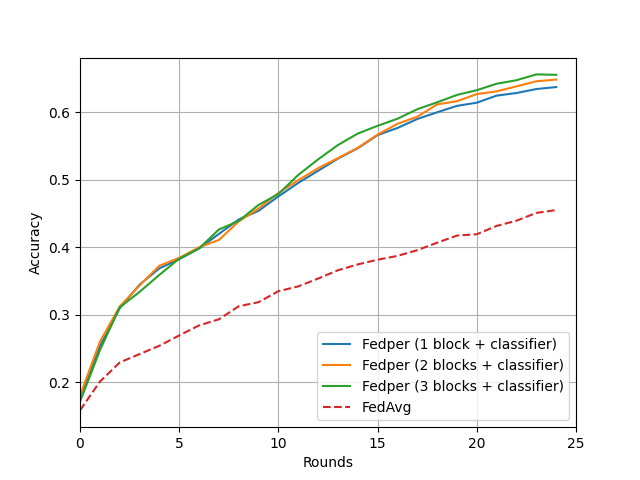 0.6
0.5
0.4
0.3
0.2
Accuracy
0
5
10
15
20
25
Rounds
Fedper (1 block + classifier)
Fedper (2 blocks + classifier)
Fedper (3 blocks + classifier)
FedAvg